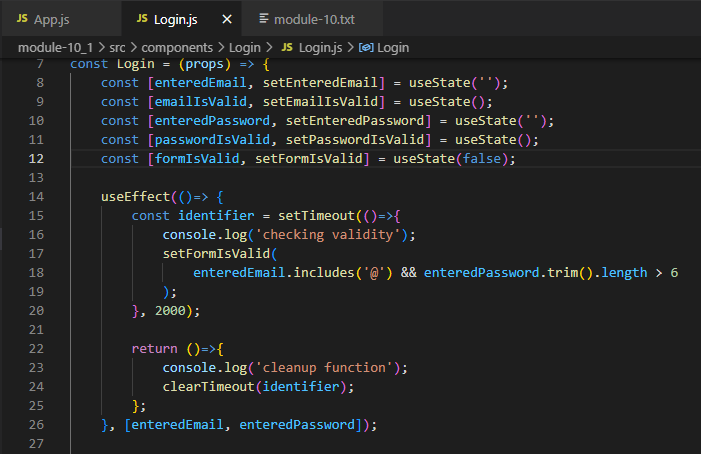 JS App.js JS Login.js × module-10.txt
module-10_1 > src > components > Login > JS Login.js > Login
7 const Login = (props) => {
8 const [enteredEmail, setEnteredEmail] = useState('');
9 const [emailIsValid, setEmailIsValid] = useState();
10 const [enteredPassword, setEnteredPassword] = useState('');
11 const [passwordIsValid, setPasswordIsValid] = useState();
12 const [formIsValid, setFormIsValid] = useState(false);
13
14 useEffect(()=> {
15 const identifier = setTimeout(()=>{
16 console.log('checking validity');
17 setFormIsValid(
18 enteredEmail.includes('@') && enteredPassword.trim().length > 6
19 );
20 }, 2000);
21
22 return ()=>{
23 console.log('cleanup function');
24 clearTimeout(identifier);
25 };
26 }, [enteredEmail, enteredPassword]);
27